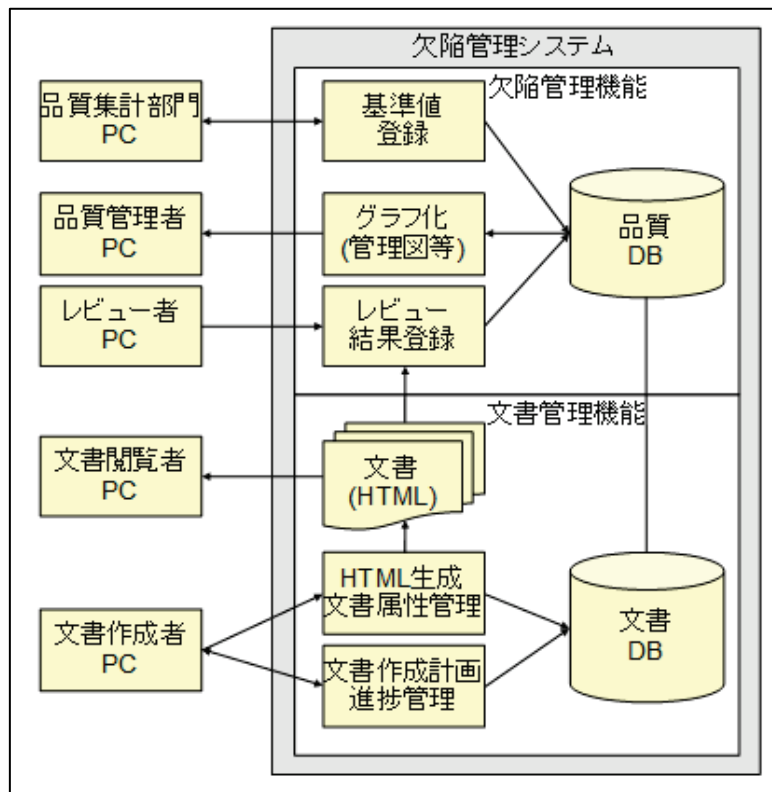 欠陥管理システム
欠陥管理機能
品質集計部門
PC
基準値
登録
品質管理者
PC
グラフ化
(管理図等)
品質
DB
レビュー者
PC
レビュー
結果登録
文書管理機能
文書閲覧者
PC
文書
(HTML)
HTML生成
文書属性管理
文書作成者
PC
文書作成計画
進捗管理
文書
DB